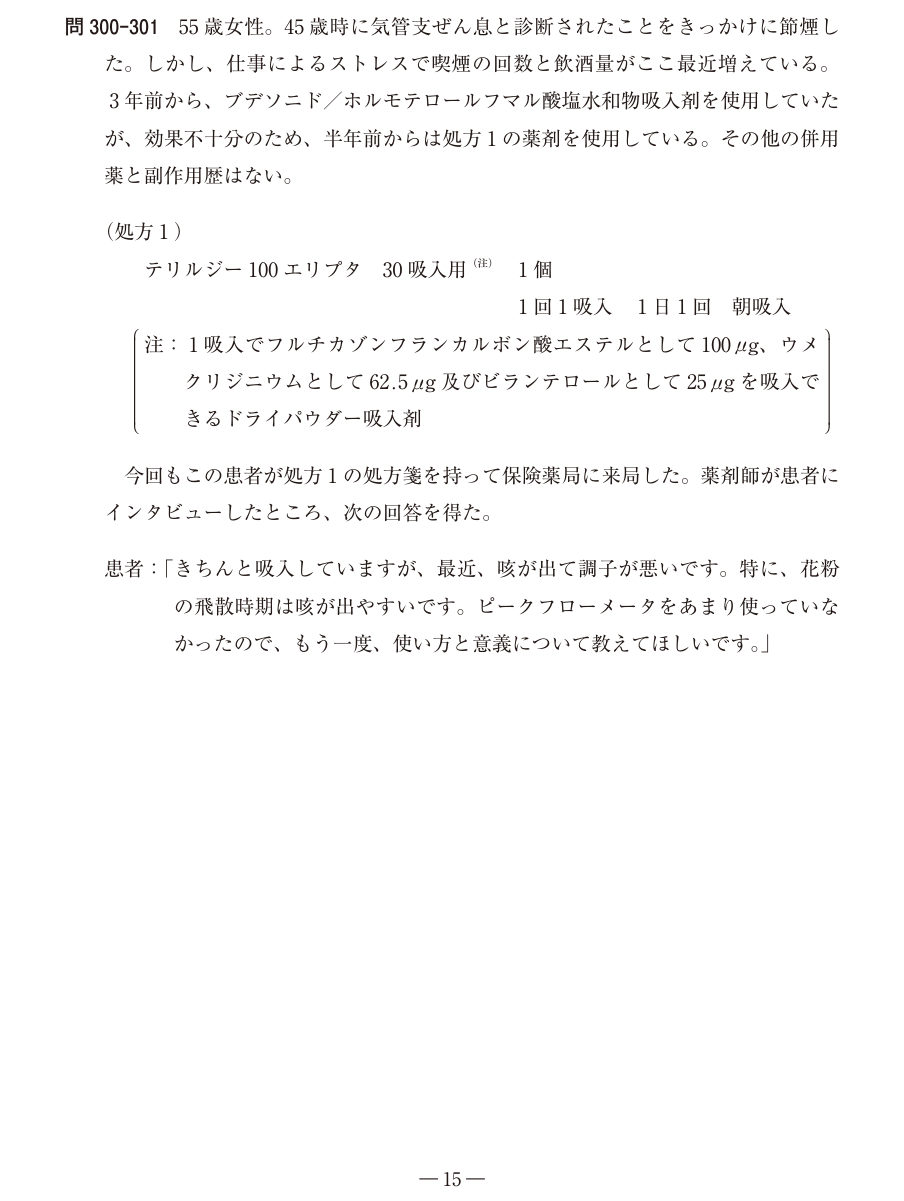 問 300-301　55 歳女性。45 歳時に気管支ぜん息と診断されたことをきっかけに節煙し
た。しかし、仕事によるストレスで喫煙の回数と飲酒量がここ最近増えている。
３年前から、ブデソニド／ホルモテロールフマル酸塩水和物吸入剤を使用していた
が、効果不十分のため、半年前からは処方１の薬剤を使用している。その他の併用
薬と副作用歴はない。
（処方１）
テリルジー 100 エリプタ　30 吸入用（注）　１個
１回１吸入　１日１回　朝吸入
注：１吸入でフルチカゾンフランカルボン酸エステルとして 100 μg、ウメ
クリジニウムとして 62.5 μg 及びビランテロールとして 25 μg を吸入で
きるドライパウダー吸入剤
今回もこの患者が処方１の処方箋を持って保険薬局に来局した。薬剤師が患者に
インタビューしたところ、次の回答を得た。
患者：「きちんと吸入していますが、最近、咳が出て調子が悪いです。特に、花粉
の飛散時期は咳が出やすいです。ピークフローメータをあまり使っていな
かったので、もう一度、使い方と意義について教えてほしいです。」
— 15 —